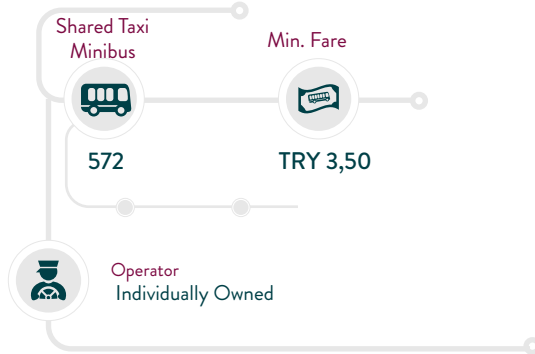 Shared Taxi
Minibus
Min. Fare
572
TRY 3,50
Operator
Individually Owned